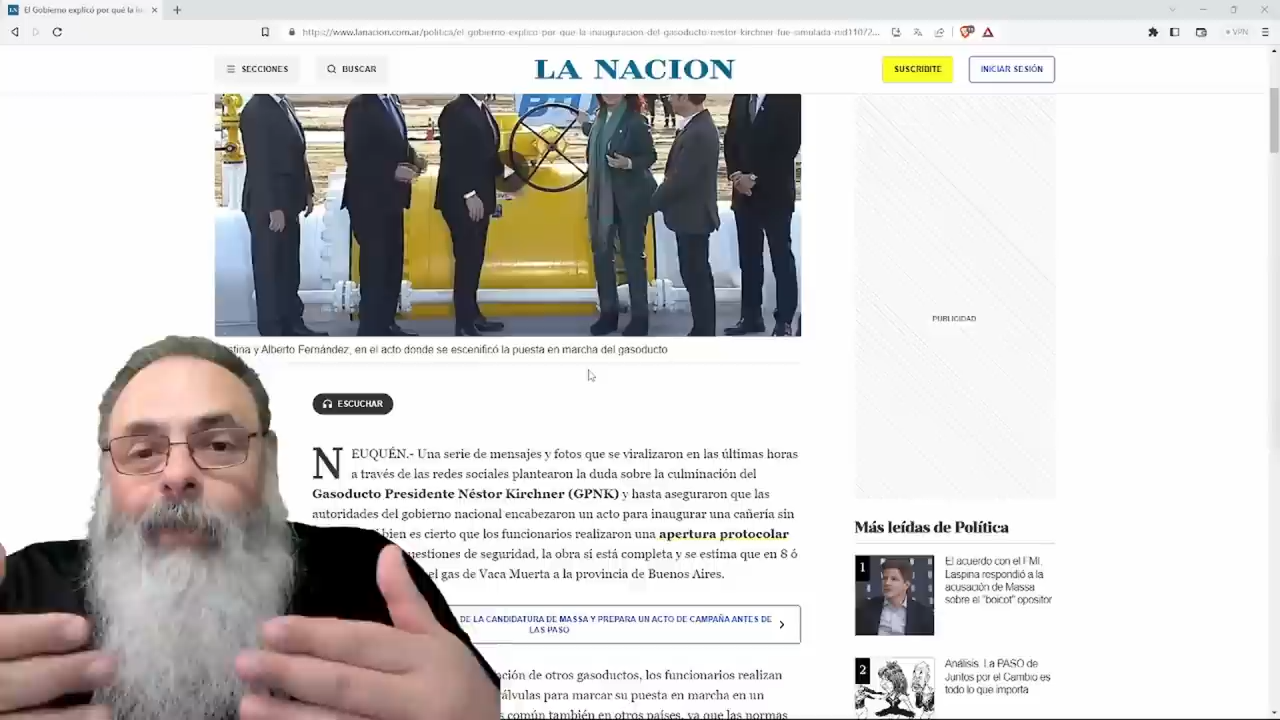 El Gobierno explicó por qué la in
https://www.lanacion.com.ar/politica/el-gobierno-explico-por-que-la-inauguracion-del-gasoducto-nestor-kirchner-fue-simulada-nid11072...
VPN
SECCIONES
BUSCAR
LA NACION
SUSCRIBITE
INICIAR SESIÓN
stina y Alberto Fernández, en el acto donde se escenificó la puesta en marcha del gasoducto
ESCUCHAR
NEUQUÉN.- Una serie de mensajes y fotos que se viralizaron en las últimas horas
a través de las redes sociales plantearon la duda sobre la culminación del
Gasoducto Presidente Néstor Kirchner (GPNK) y hasta aseguraron que las
autoridades del gobierno nacional encabezaron un acto para inaugurar una cañería sin
bien es cierto que los funcionarios realizaron una apertura protocolar
uestiones de seguridad, la obra sí está completa y se estima que en 8 ó
el gas de Vaca Muerta a la provincia de Buenos Aires.
DE LA CANDIDATURA DE MASSA Y PREPARA UN ACTO DE CAMPAÑA ANTES DE
LAS PASO
ción de otros gasoductos, los funcionarios realizan
álvulas para marcar su puesta en marcha en un
s común también en otros países, ya que las normas
PUBLICIDAD
Más leídas de Política
1
El acuerdo con el FMI.
Laspina respondió a la
acusación de Massa
sobre el "boicot" opositor
2
Análisis. La PASO de
Juntos por el Cambio es
todo lo que importa